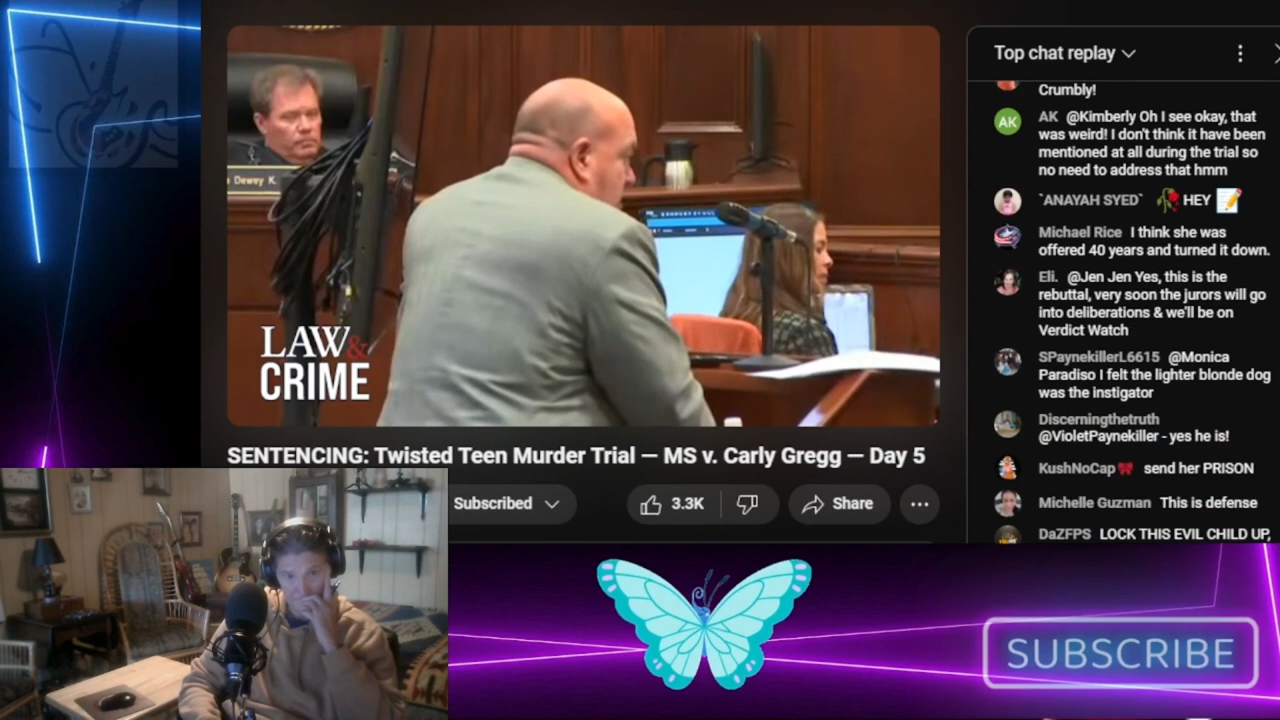 Top chat replay
Crumbly!
AK @Kimberly Oh I see okay, that
was weird! I don't think it have been
mentioned at all during the trial so
no need to address that hmm
`ANAYAH SYED` HEY
Michael Rice I think she was
offered 40 years and turned it down.
Eli. @Jen Jen Yes, this is the
rebuttal, very soon the jurors will go
into deliberations & we'll be on
Verdict Watch
SPaynekillerL6615 @Monica
Paradiso I felt the lighter blonde dog
was the instigator
Discerningthetruth
@VioletPaynekiller - yes he is!
KushNoCap send her PRISON
Michelle Guzman This is defense
DaZFPS LOCK THIS EVIL CHILD UP,
AK
Dewey K.
LAW&
CRIME
SENTENCING: Twisted Teen Murder Trial — MS v. Carly Gregg — Day 5
Subscribed
3.3K
Share
SUBSCRIBE